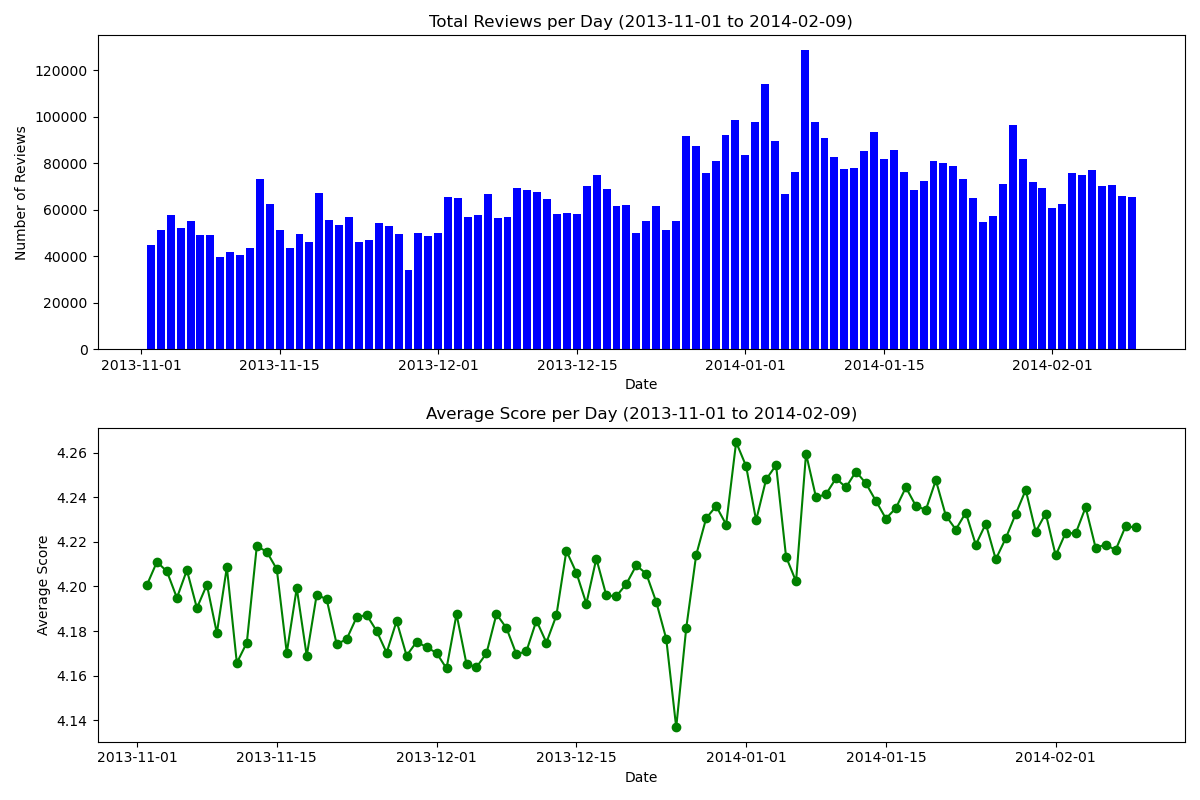 Total Reviews per Day (2013-11-01 to 2014-02-09)
Number of Reviews
120000
100000
80000
60000
40000
20000
0
2013-11-01 2013-11-15 2013-12-01 2013-12-15 2014-01-01 2014-01-15 2014-02-01
Date
Average Score per Day (2013-11-01 to 2014-02-09)
Average Score
4.26
4.24
4.22
4.20
4.18
4.16
4.14
2013-11-01 2013-11-15 2013-12-01 2013-12-15 2014-01-01 2014-01-15 2014-02-01
Date